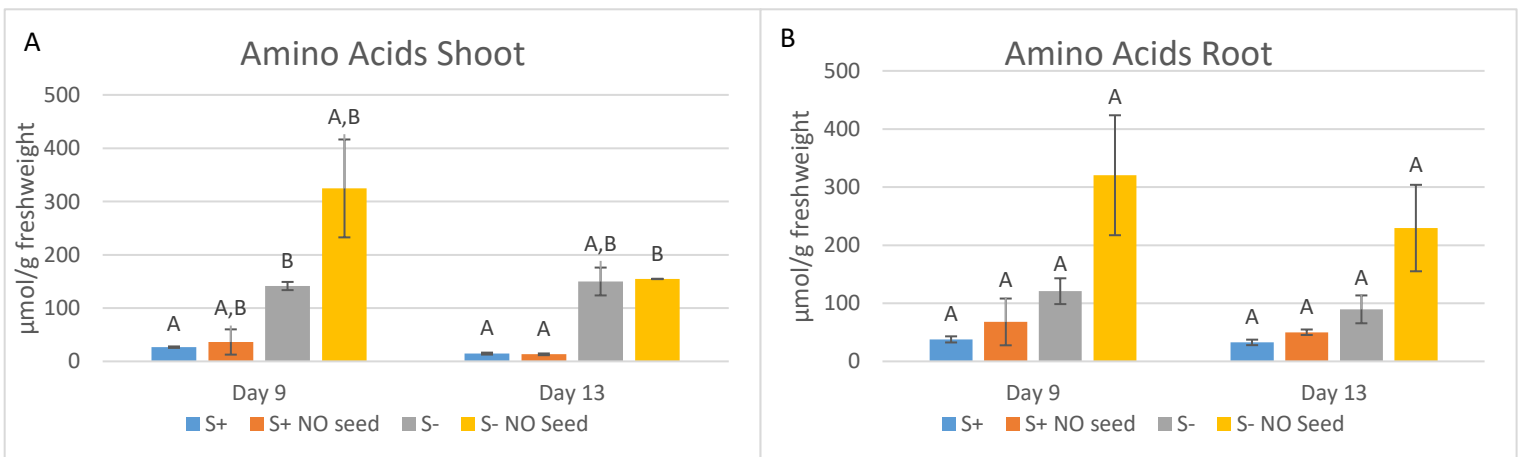 A
Amino Acids Shoot
µmol/g freshweight
500
400
300
200
100
0
A
A,B
B
A,B
A
A
A,B
B
Day 9
Day 13
S+
S+ NO seed
S-
S- NO Seed
B
Amino Acids Root
µmol/g freshweight
500
400
300
200
100
0
A
A
A
A
A
A
A
A
Day 9
Day 13
S+
S+ NO seed
S-
S- NO Seed